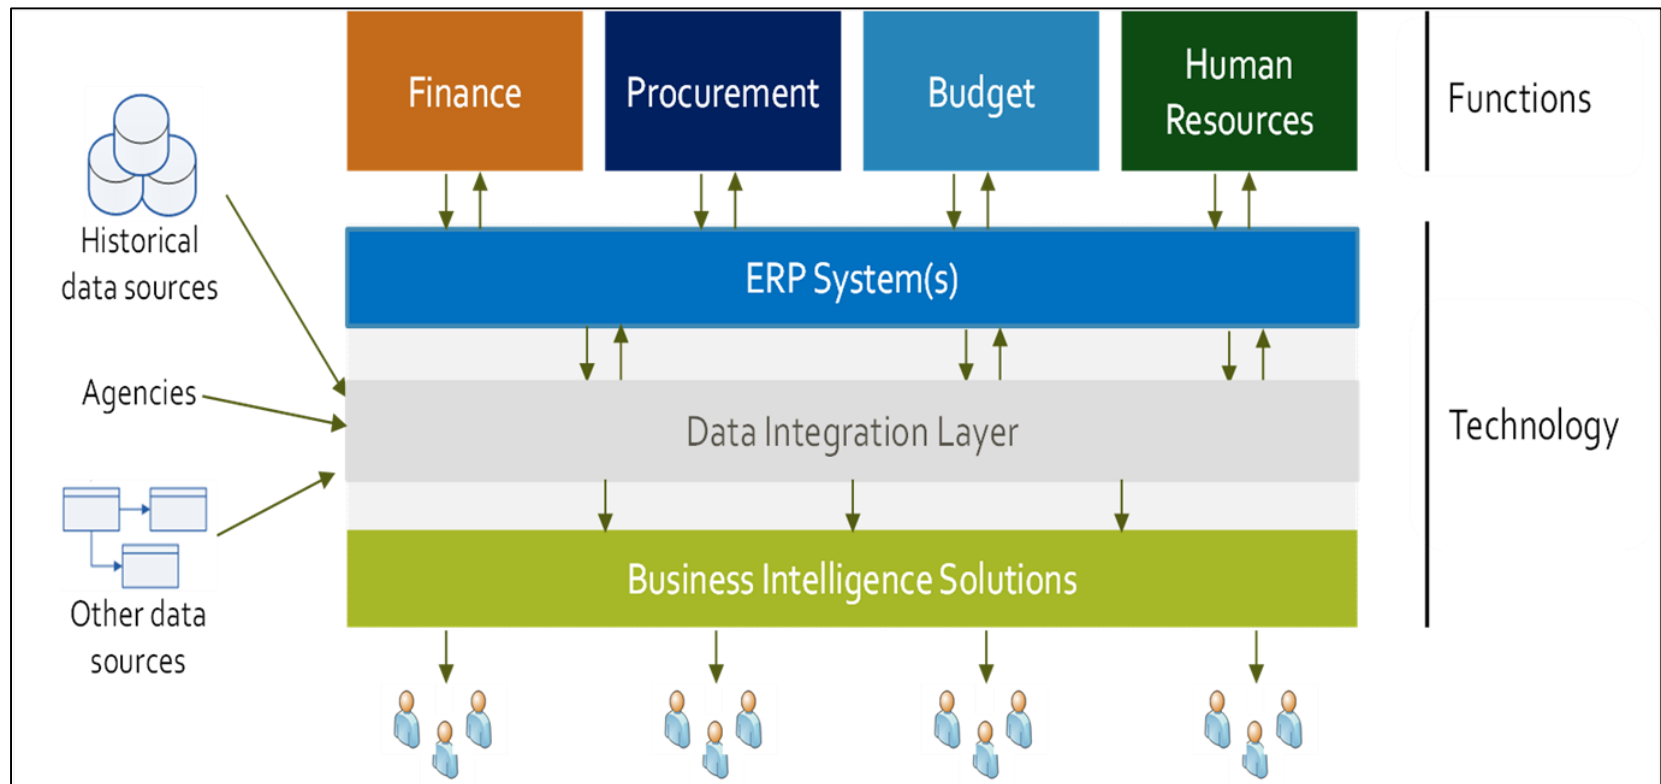 Finance
Procurement
Budget
Human
Resources
Functions
Historical
data sources
ERP System(s)
Agencies
Data Integration Layer
Technology
Business Intelligence Solutions
Other data
sources